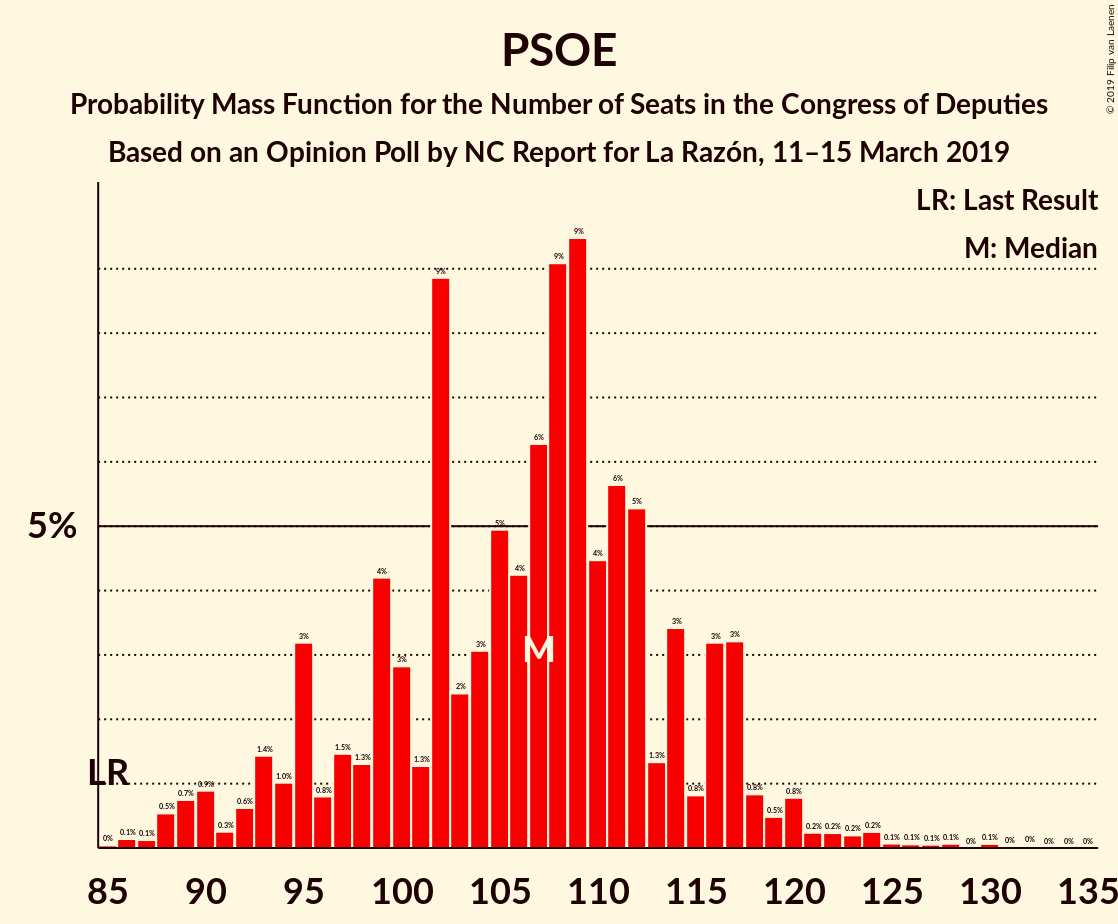 PSOE
Probability Mass Function for the Number of Seats in the Congress of Deputies
Based on an Opinion Poll by NC Report for La Razón, 11–15 March 2019
© 2019 Filip van Laenen
LR: Last Result
M: Median
5%
LR
M
0% 0.1% 0.1% 0.5% 0.7% 0.9% 0.3% 0.6% 1.4% 1.0% 3% 0.8% 1.5% 1.3% 4% 3% 1.3% 9% 2% 3% 5% 4% 6% 9% 9% 4% 6% 5% 1.3% 3% 0.8% 3% 3% 0.8% 0.5% 0.8% 0.2% 0.2% 0.2% 0.2% 0.1% 0.1% 0.1% 0.1% 0% 0.1% 0% 0% 0% 0% 0%
85 90 95 100 105 110 115 120 125 130 135